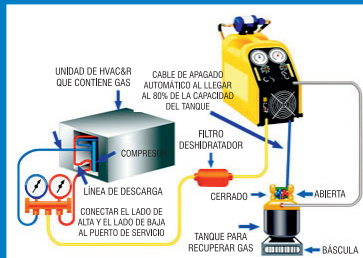 UNIDAD DE HVAC&R
QUE CONTIENE GAS
CABLE DE APAGADO
AUTOMÁTICO AL LLEGAR
AL 80% DE LA CAPACIDAD
DEL TANQUE
COMPRESOR
FILTRO
DESHIDRATADOR
LÍNEA DE DESCARGA
CONECTAR EL LADO DE
ALTA Y EL LADO DE BAJA
AL PUERTO DE SERVICIO
CERRADO
ABIERTA
TANQUE PARA
RECUPERAR GAS
BÁSCULA